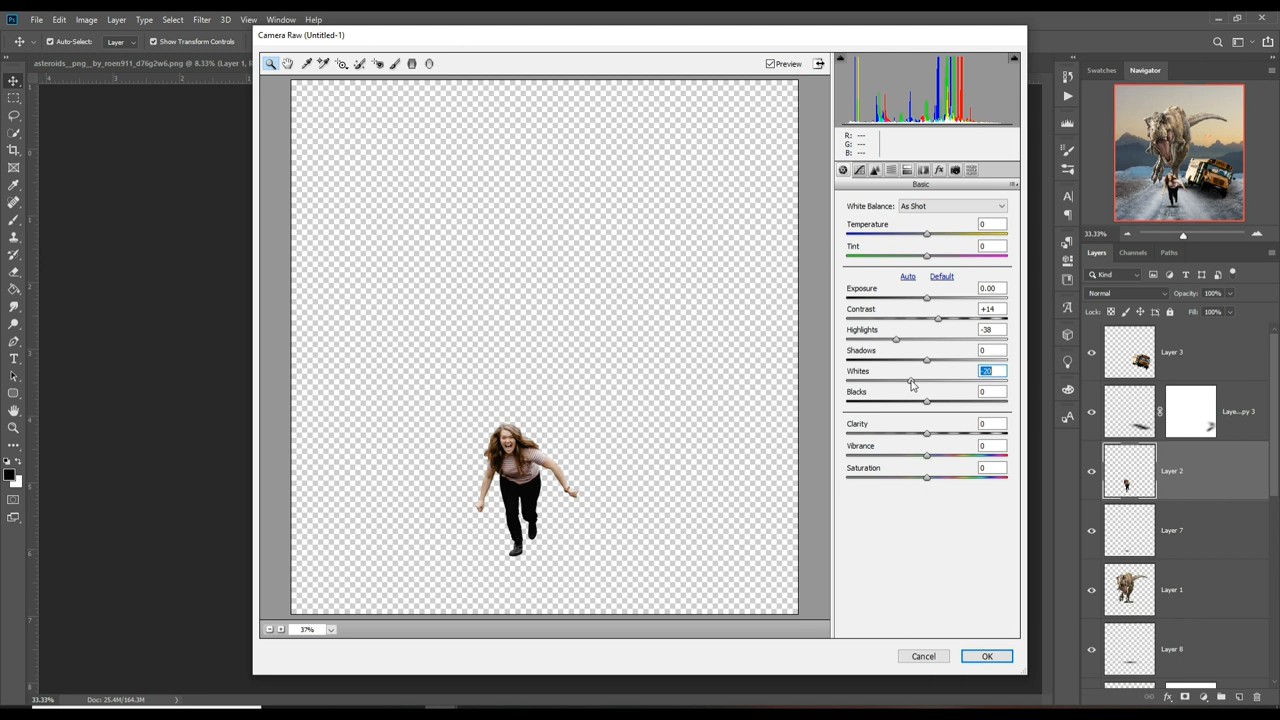 Ps File Edit Image Layer Type Select Filter 3D View Window Help
Auto-Select: Layer Show Transform Controls
asteroids__png__by_roen911_d76g2w6.png @ 8.33% (Layer 1, R
Camera Raw (Untitled-1)
Preview
R: ---
G: ---
B: ---
Basic
White Balance: As Shot
Temperature 0
Tint 0
Auto Default
Exposure 0.00
Contrast +14
Highlights -38
Shadows 0
Whites -20
Blacks 0
Clarity 0
Vibrance 0
Saturation 0
37%
Cancel OK
Swatches Navigator
33.33%
Layers Channels Paths
Kind
Normal Opacity: 100%
Lock: Fill: 100%
Layer 3
Laye...py 3
Layer 2
Layer 7
Layer 1
Layer 8
33.33% Doc: 25.4M/164.3M